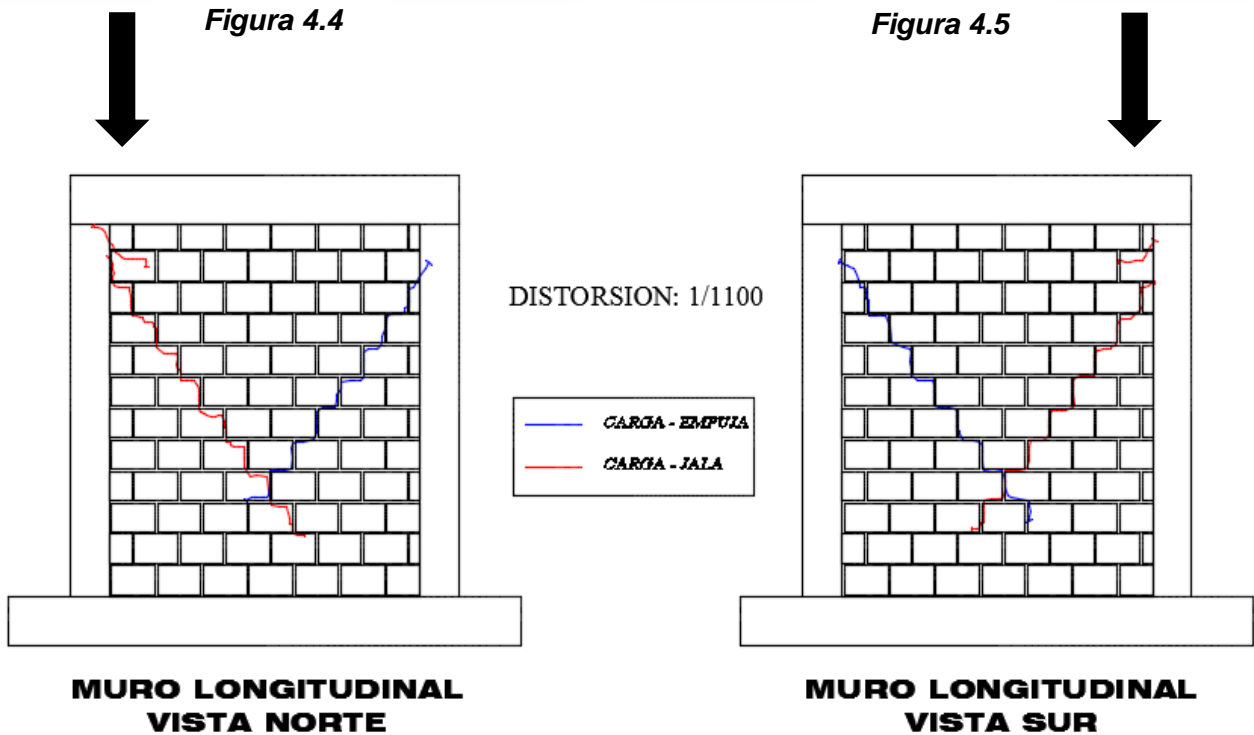 Figura 4.4
Figura 4.5
DISTORSION: 1/1100
CARGA - EMPUJA
CARGA - JALA
MURO LONGITUDINAL
VISTA NORTE
MURO LONGITUDINAL
VISTA SUR